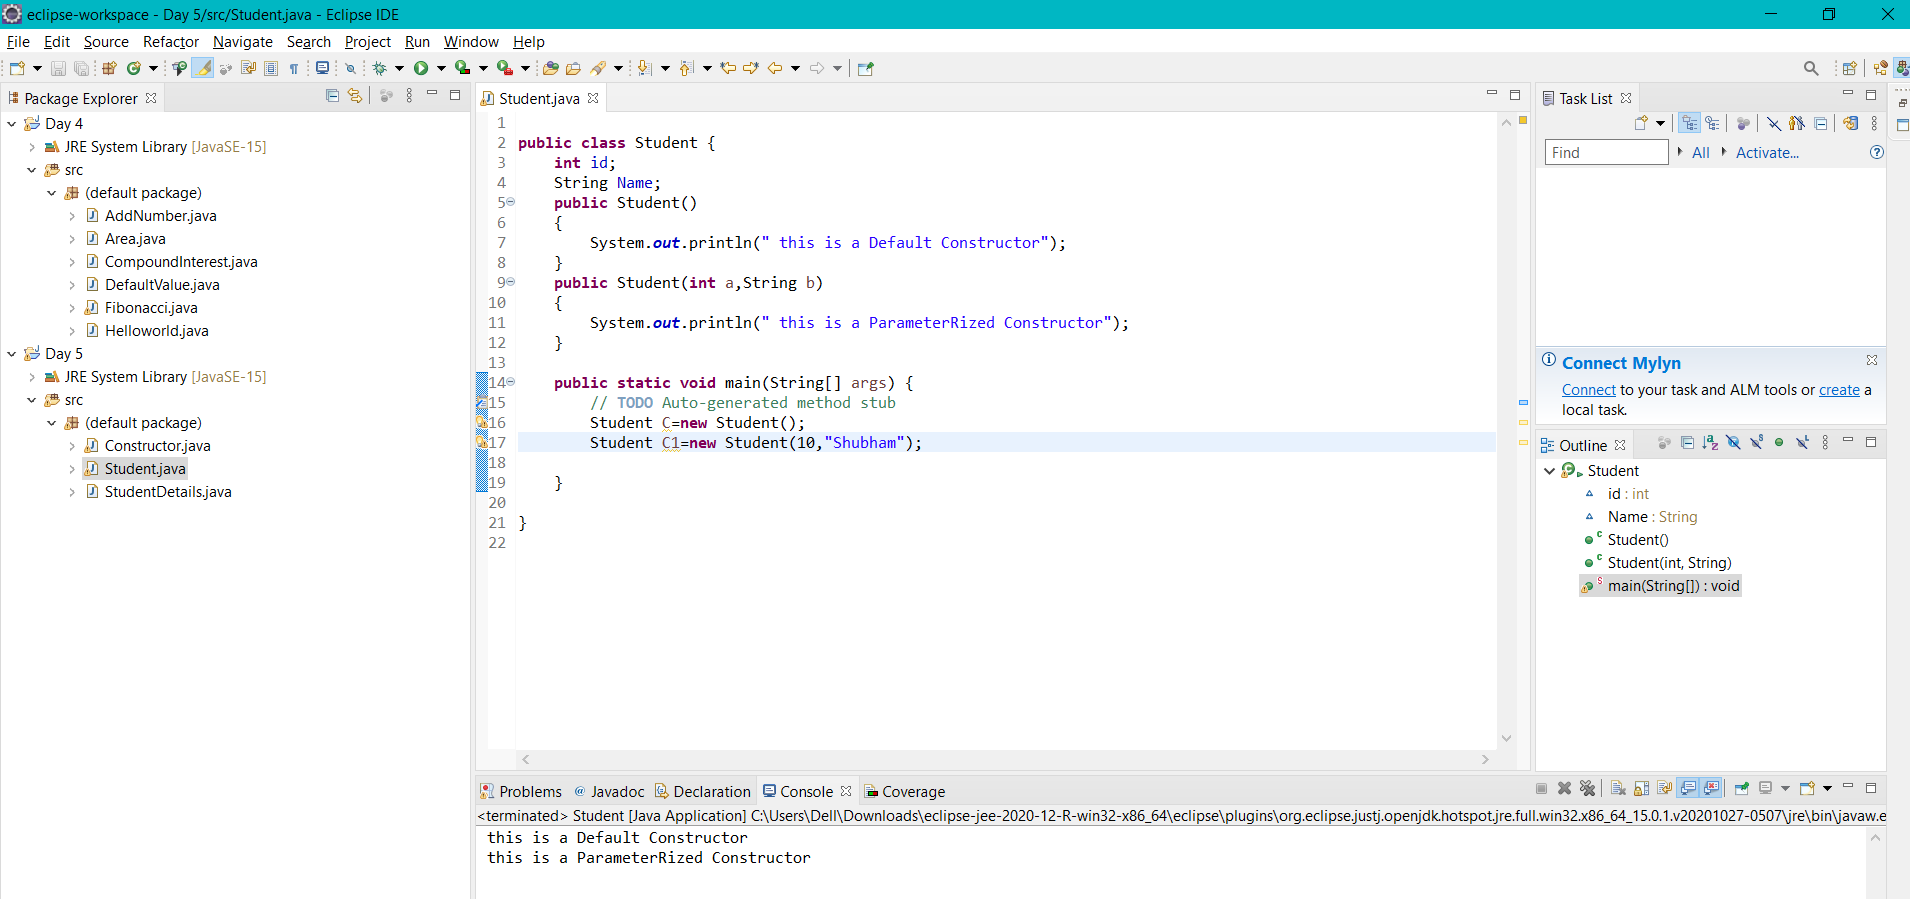 eclipse-workspace - Day 5/src/Student.java - Eclipse IDE
File Edit Source Refactor Navigate Search Project Run Window Help
Package Explorer
Day 4
JRE System Library [JavaSE-15]
src
(default package)
AddNumber.java
Area.java
CompoundInterest.java
DefaultValue.java
Fibonacci.java
Helloworld.java
Day 5
JRE System Library [JavaSE-15]
src
(default package)
Constructor.java
Student.java
StudentDetails.java
Student.java
1
2 public class Student {
3 int id;
4 String Name;
5 public Student()
6 {
7 System.out.println(" this is a Default Constructor");
8 }
9 public Student(int a,String b)
10 {
11 System.out.println(" this is a ParameterRized Constructor");
12 }
13
14 public static void main(String[] args) {
15 // TODO Auto-generated method stub
16 Student C=new Student();
17 Student C1=new Student(10,"Shubham");
18
19 }
20
21 }
22
Task List
Find All Activate...
Connect Mylyn
Connect to your task and ALM tools or create a
local task.
Outline
Student
id : int
Name : String
Student()
Student(int, String)
main(String[]) : void
Problems @ Javadoc Declaration Console Coverage
<terminated> Student [Java Application] C:\Users\Dell\Downloads\eclipse-jee-2020-12-R-win32-x86_64\eclipse\plugins\org.eclipse.justj.openjdk.hotspot.jre.full.win32.x86_64_15.0.1.v20201027-0507\jre\bin\javaw.e
this is a Default Constructor
this is a ParameterRized Constructor